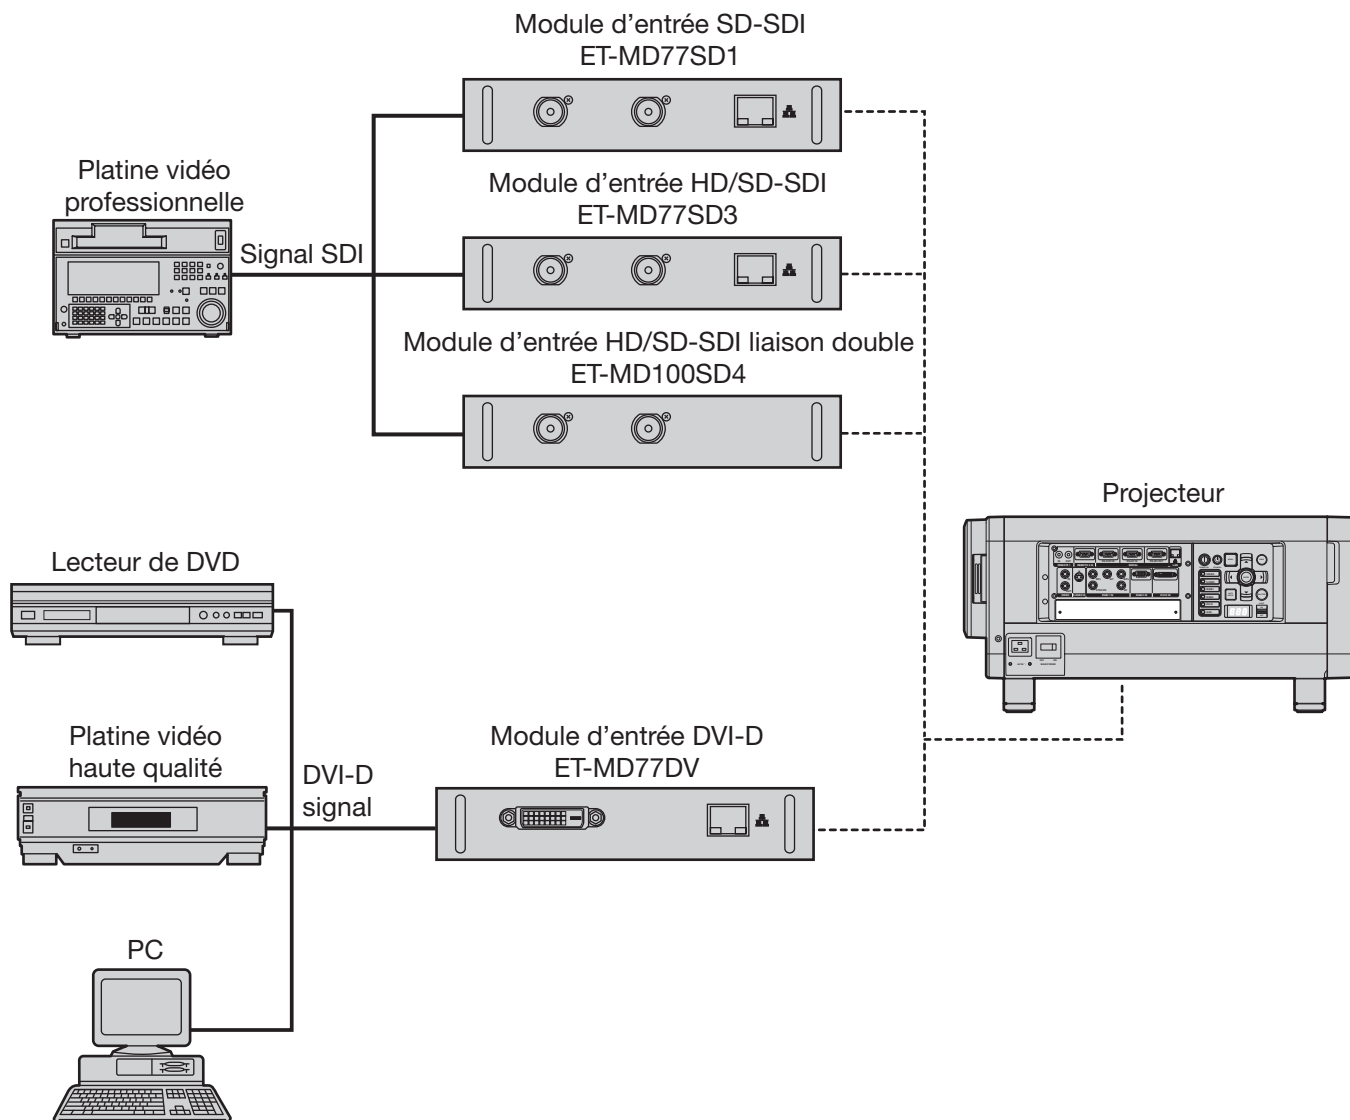 Module d'entrée SD-SDI
ET-MD77SD1
Platine vidéo
professionnelle
Signal SDI
Module d'entrée HD/SD-SDI
ET-MD77SD3
Module d'entrée HD/SD-SDI liaison double
ET-MD100SD4
Projecteur
Lecteur de DVD
Platine vidéo
haute qualité
DVI-D
signal
Module d'entrée DVI-D
ET-MD77DV
PC